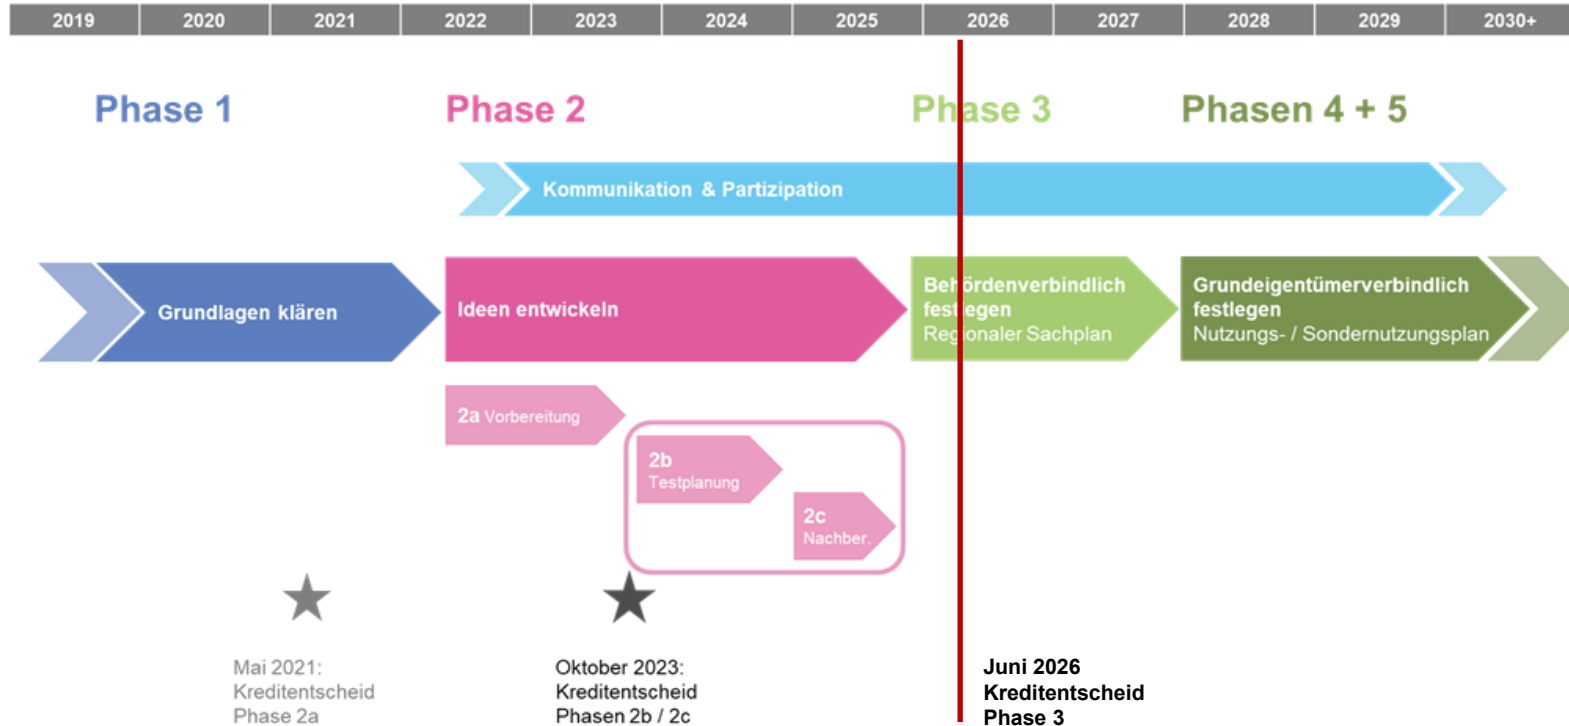 2019 2020 2021 2022 2023 2024 2025 2026 2027 2028 2029 2030+
Phase 1 Phase 2 Phase 3 Phasen 4 + 5
Kommunikation & Partizipation
Grundlagen klären
Ideen entwickeln
Behördenverbindlich
festlegen
Regionaler Sachplan
Grundeigentümerverbindlich
festlegen
Nutzungs- / Sondernutzungsplan
2a Vorbereitung
2b
Testplanung
2c
Nachber.
Mai 2021:
Kreditentscheid
Phase 2a
Oktober 2023:
Kreditentscheid
Phasen 2b / 2c
Juni 2026
Kreditentscheid
Phase 3